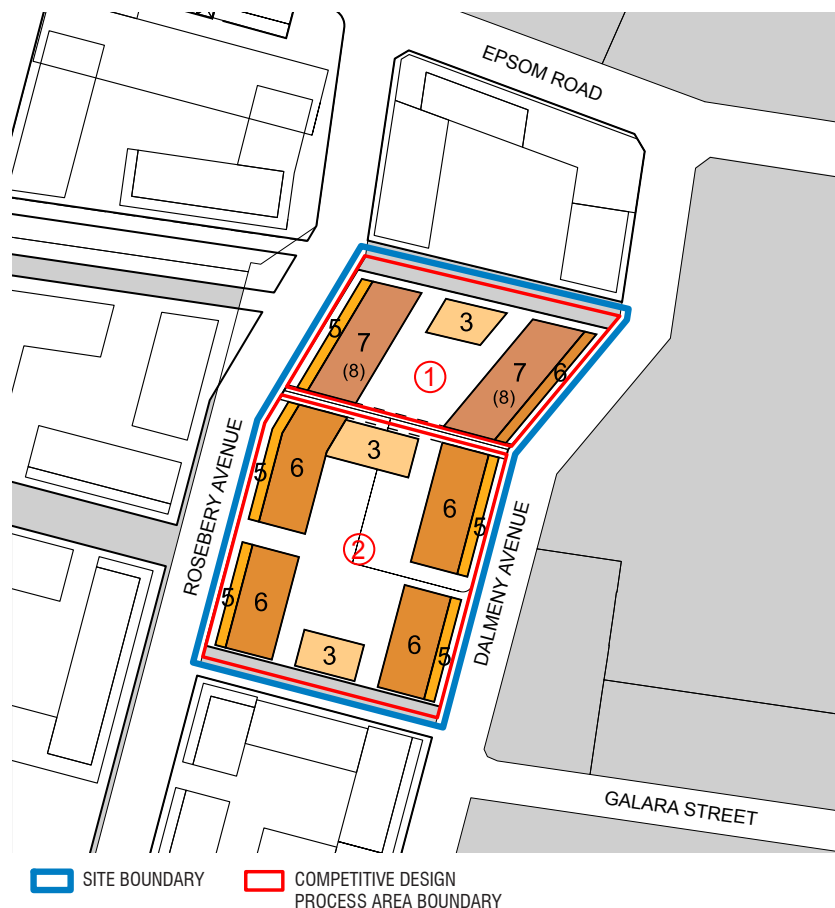 EPSOM ROAD
3
5
7
(8)
1
7
(8)
6
3
5
6
6
5
2
ROSEBERY AVENUE
DALMENY AVENUE
5
6
6
5
3
GALARA STREET
SITE BOUNDARY
COMPETITIVE DESIGN
PROCESS AREA BOUNDARY